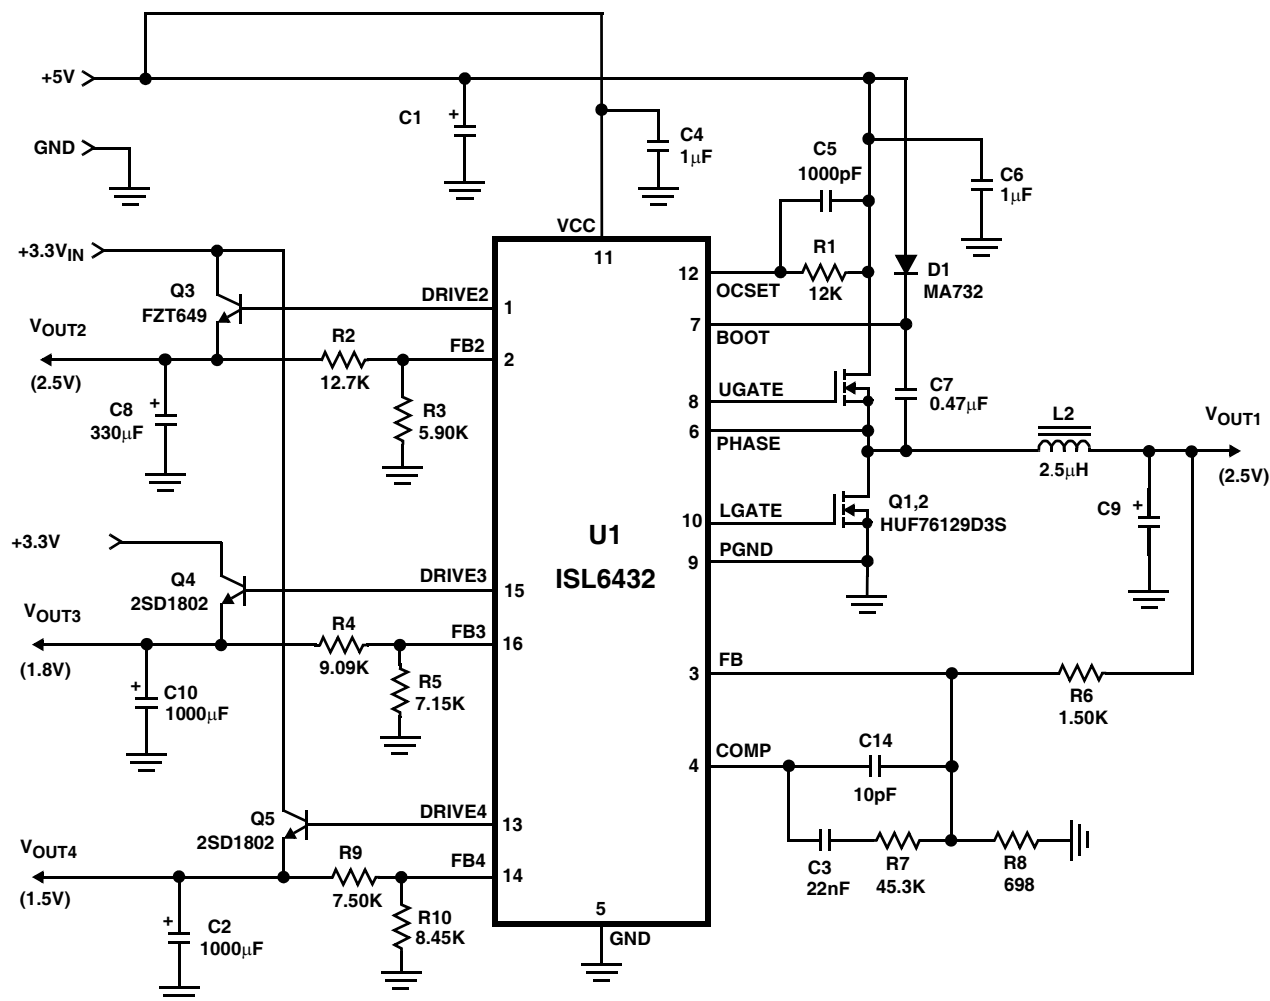 +5V
GND
C1
+
C4
1μF
C5
1000pF
C6
1μF
VCC
11
+3.3VIN
Q3
FZT649
VOUT2
(2.5V)
DRIVE2
1
R2
12.7K
FB2
2
R3
5.90K
C8
330μF
+
12
OCSET
R1
12K
D1
MA732
7
BOOT
UGATE
8
6
PHASE
C7
0.47μF
L2
2.5μH
VOUT1
(2.5V)
C9
+
LGATE
10
Q1,2
HUF76129D3S
PGND
9
U1
ISL6432
+3.3V
Q4
2SD1802
VOUT3
(1.8V)
DRIVE3
15
R4
9.09K
FB3
16
R5
7.15K
+
C10
1000μF
FB
3
R6
1.50K
COMP
4
C14
10pF
C3
22nF
R7
45.3K
R8
698
Q5
2SD1802
DRIVE4
13
VOUT4
(1.5V)
R9
7.50K
FB4
14
R10
8.45K
+
C2
1000μF
5
GND